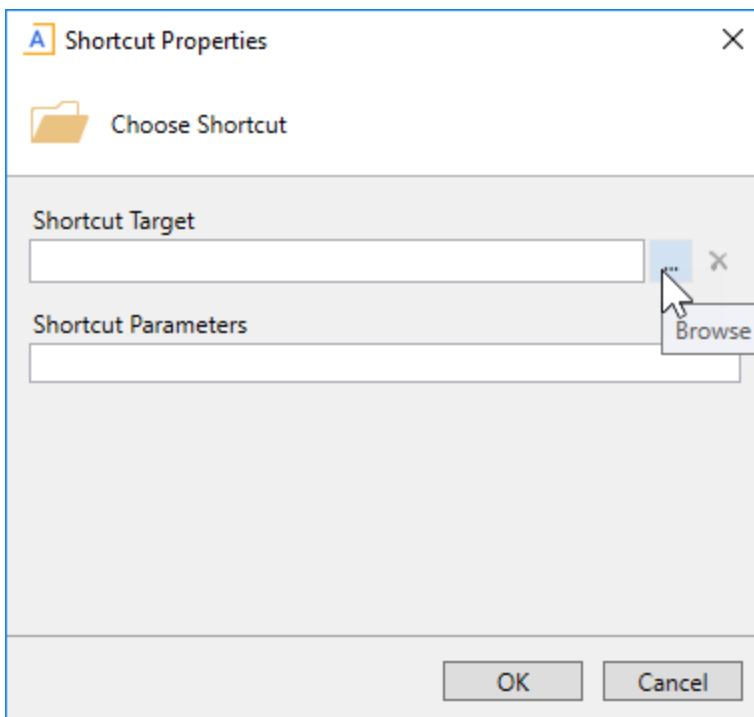 A Shortcut Properties
Choose Shortcut
Shortcut Target
...
Shortcut Parameters
Browse
OK Cancel